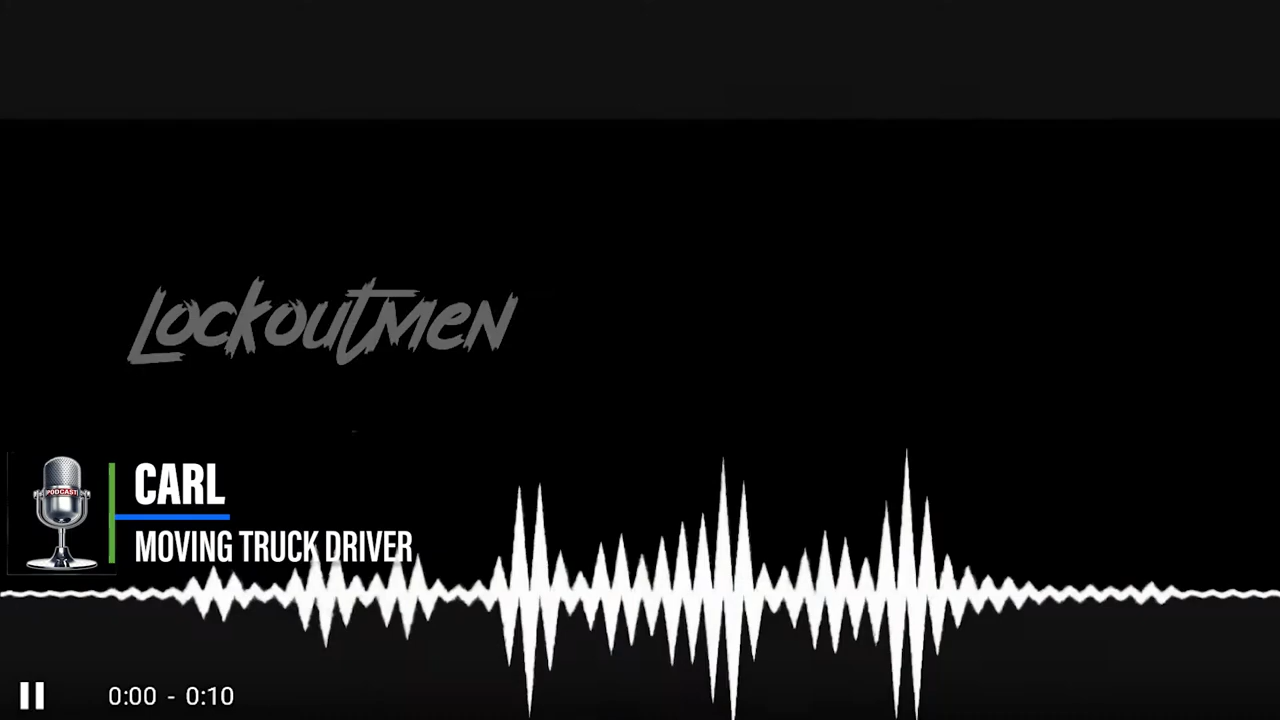 Lockoutmen
CARL
PODCAST
MOVING TRUCK DRIVER
0:00 - 0:10